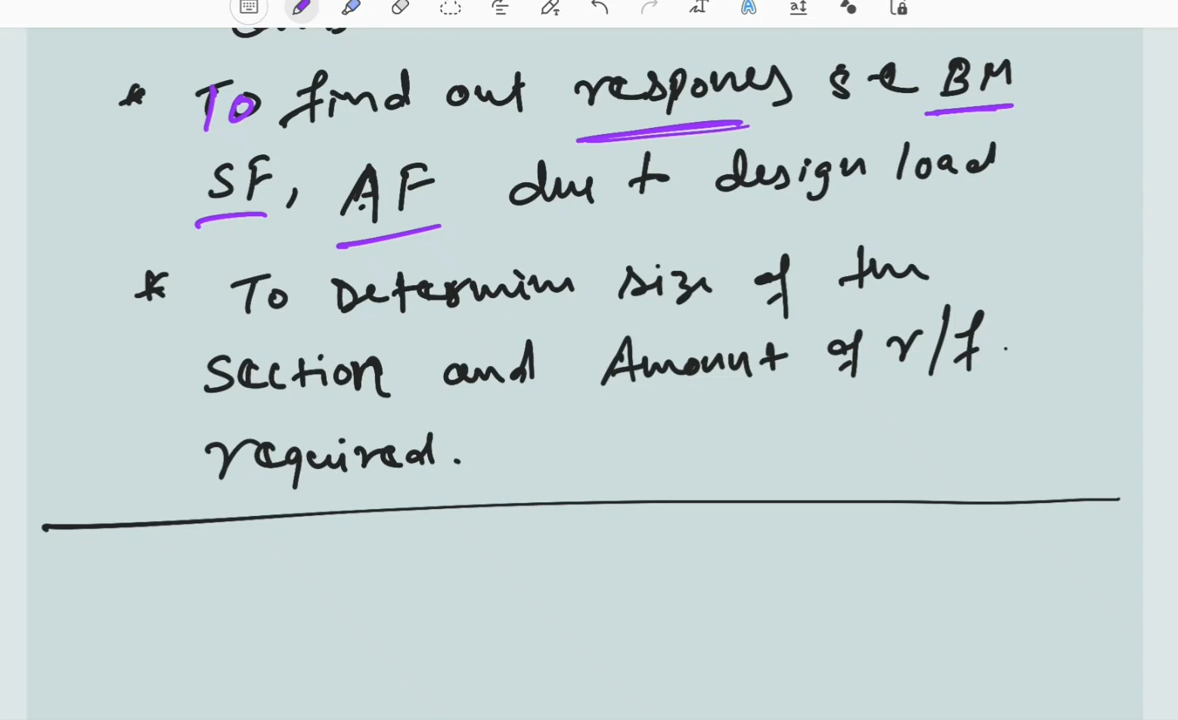 * To find out respones s e BM
SF, AF due to design load
* To Determine size of the
Section and Amount of r/f.
required.